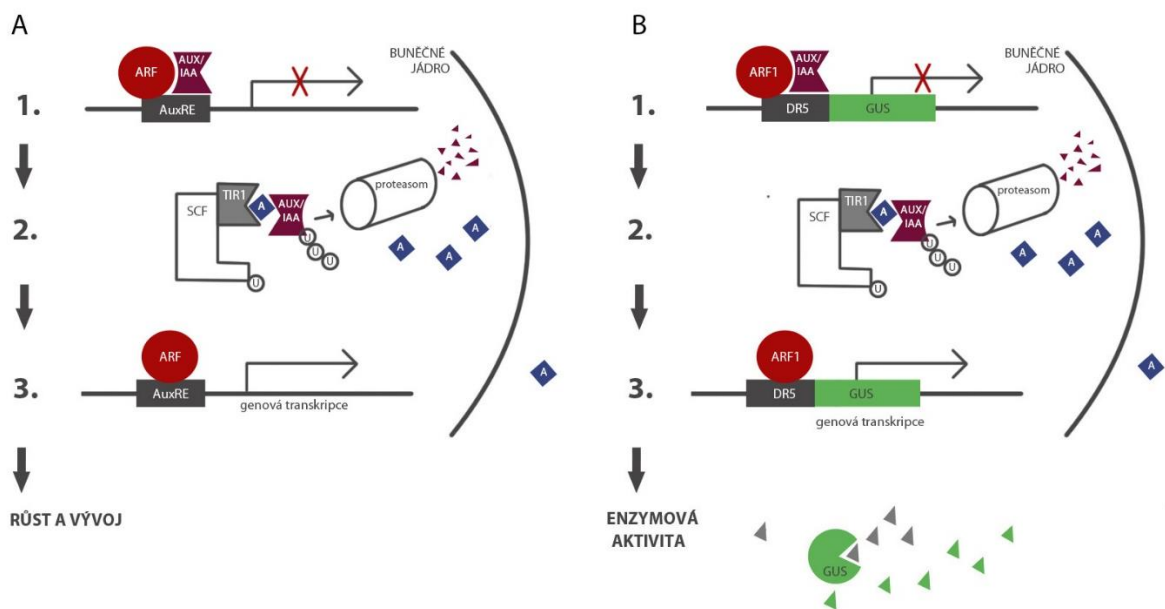 A
BUNĚČNÉ
JÁDRO
1.
ARF
AUX/
IAA
AuxRE
2.
SCF
TIR1
A
AUX/
IAA
U
U
U
U
proteasom
A
A
A
A
3.
ARF
AuxRE
genová transkripce
RŮST A VÝVOJ
B
BUNĚČNÉ
JÁDRO
1.
ARF1
AUX/
IAA
DR5
GUS
2.
SCF
TIR1
A
AUX/
IAA
U
U
U
U
proteasom
A
A
A
A
3.
ARF1
DR5
GUS
genová transkripce
ENZYMOVÁ
AKTIVITA
GUS